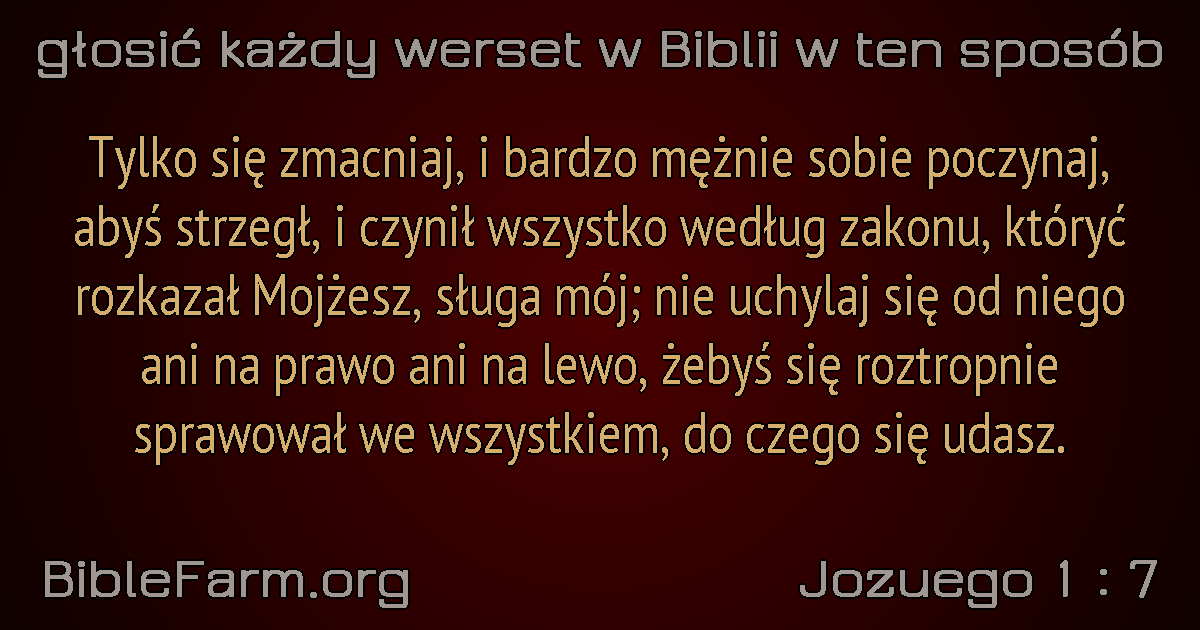 głosić każdy werset w Biblii w ten sposób
Tylko się zmacniaj, i bardzo mężnie sobie poczynaj,
abyś strzegł, i czynił wszystko według zakonu, któryć
rozkazał Mojżesz, sługa mój; nie uchylaj się od niego
ani na prawo ani na lewo, żebyś się roztropnie
sprawował we wszystkiem, do czego się udasz.
BibleFarm.org
Jozuego 1 : 7